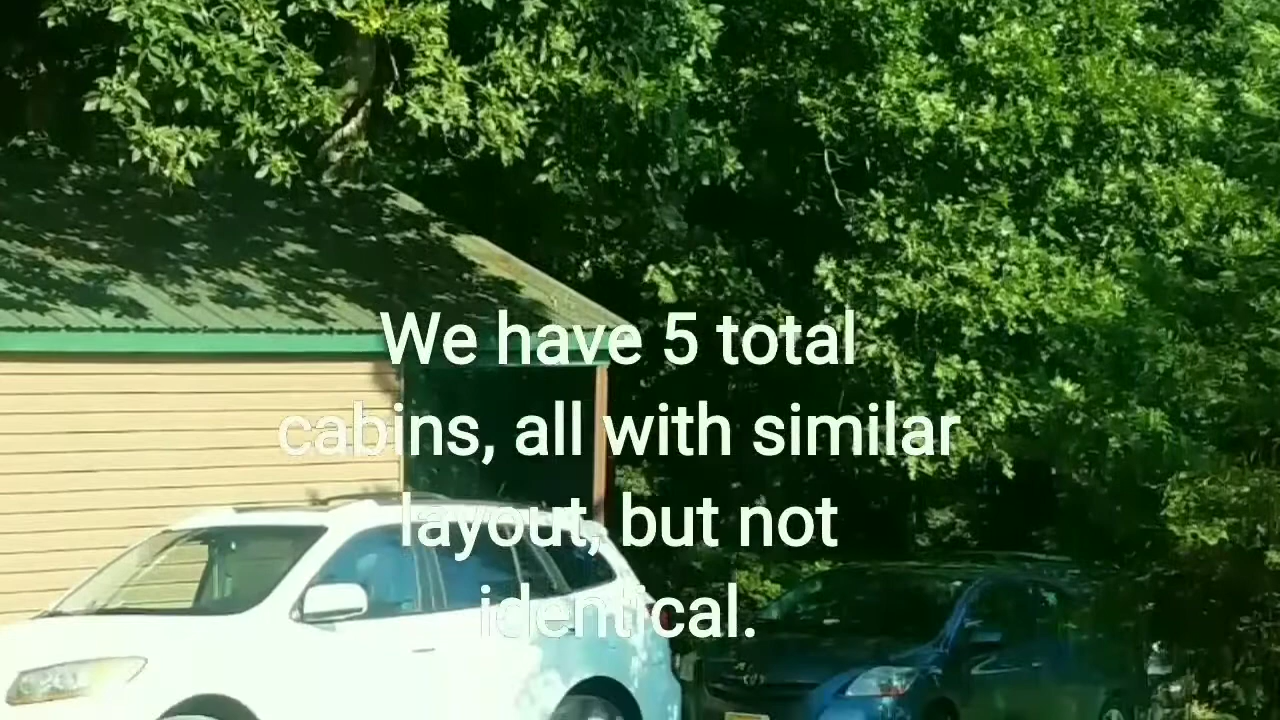 We have 5 total
cabins, all with similar
layout, but not
identical.